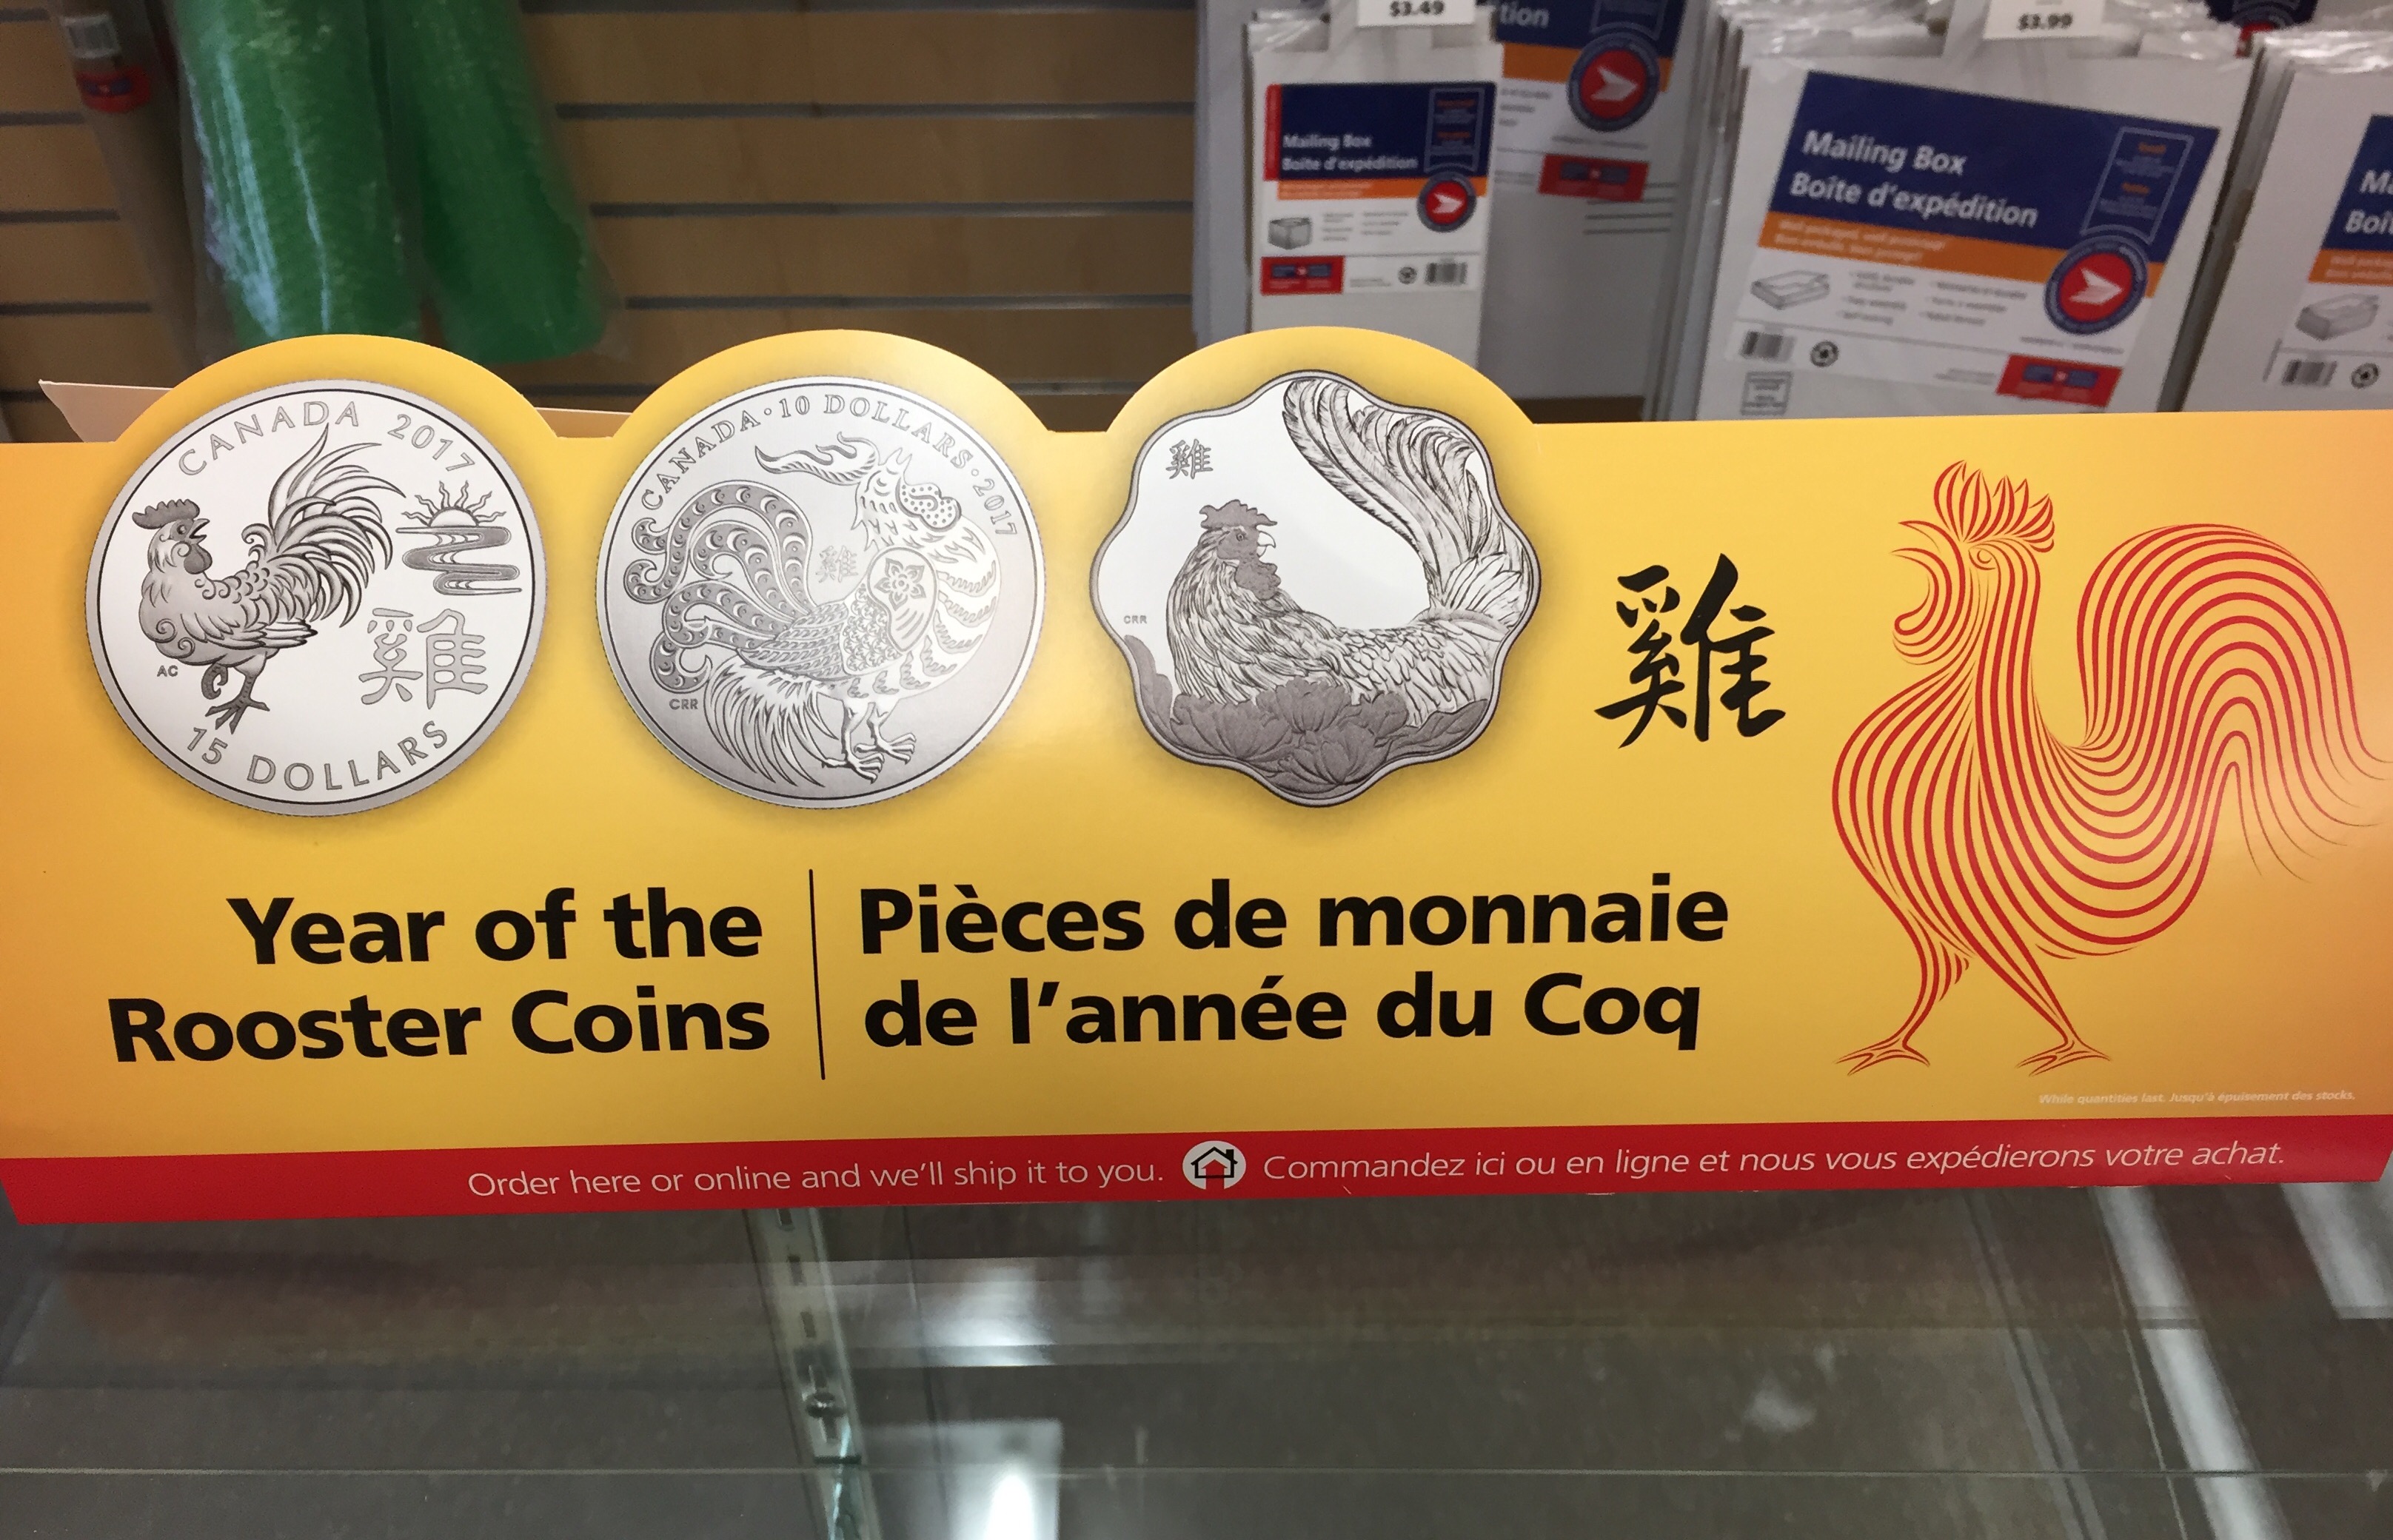 $3.49
tion
$3.99
Mailing Box
Boîte d'expédition
Mailing Box
Boîte d'expédition
CANADA 2017
雞
AC
15 DOLLARS
CANADA · 10 DOLLARS · 2017
雞
CRR
雞
CRR
雞
Year of the
Rooster Coins
Pièces de monnaie
de l'année du Coq
While quantities last. Jusqu'à épuisement des stocks.
Order here or online and we'll ship it to you.
Commandez ici ou en ligne et nous vous expédierons votre achat.